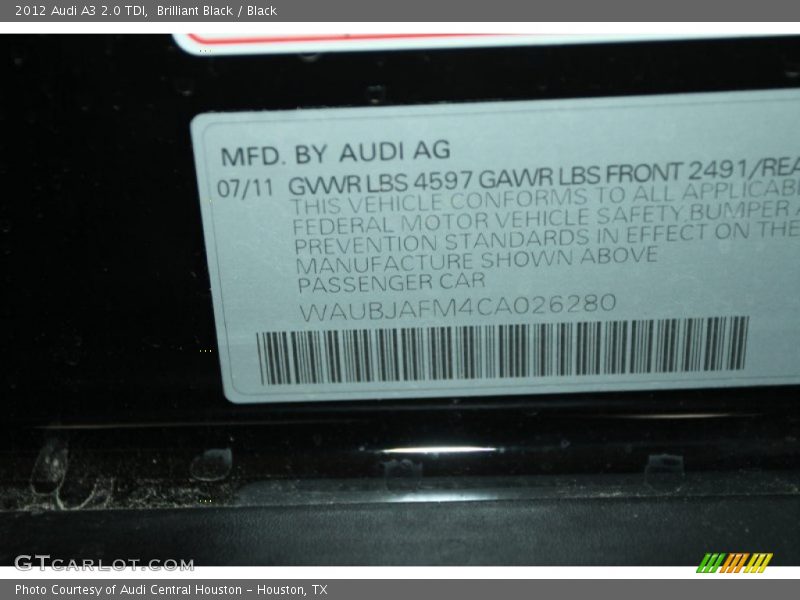 2012 Audi A3 2.0 TDI, Brilliant Black / Black
MFD. BY AUDI AG
07/11 GVWR LBS 4597 GAWR LBS FRONT 2491/REA
THIS VEHICLE CONFORMS TO ALL APPLICAB
FEDERAL MOTOR VEHICLE SAFETY,BUMPER A
PREVENTION STANDARDS IN EFFECT ON THE
MANUFACTURE SHOWN ABOVE
PASSENGER CAR
WAUBJAFM4CA026280
GTCARLOT.COM
Photo Courtesy of Audi Central Houston - Houston, TX